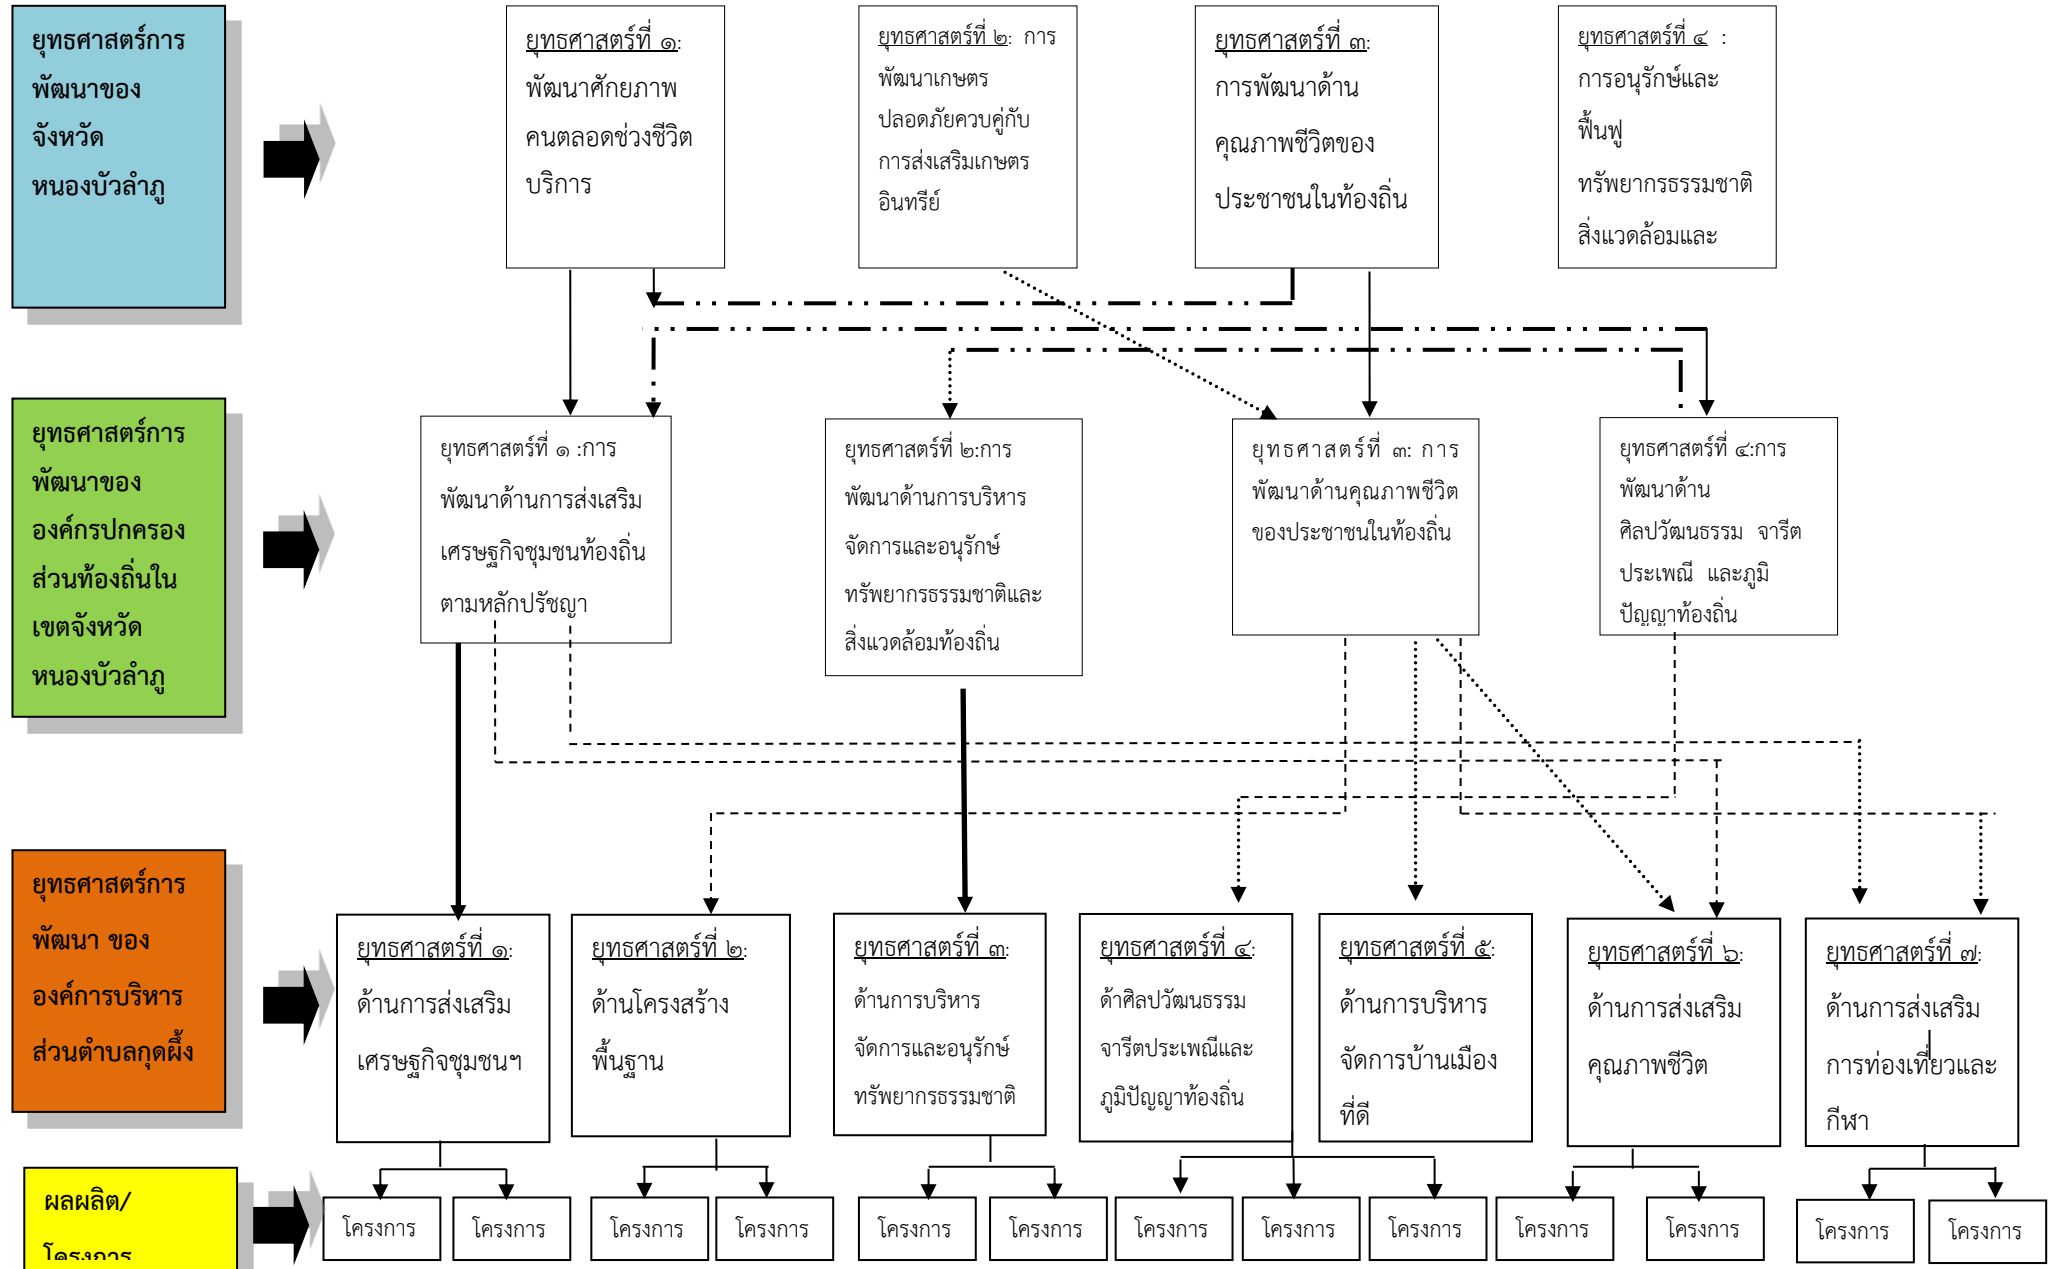 ยุทธศาสตร์การ
พัฒนาของ
จังหวัด
หนองบัวลำภู
ยุทธศาสตร์ที่ ๑:
พัฒนาศักยภาพ
คนตลอดช่วงชีวิต
บริการ
ยุทธศาสตร์ที่ ๒: การ
พัฒนาเกษตร
ปลอดภัยควบคู่กับ
การส่งเสริมเกษตร
อินทรีย์
ยุทธศาสตร์ที่ ๓:
การพัฒนาด้าน
คุณภาพชีวิตของ
ประชาชนในท้องถิ่น
ยุทธศาสตร์ที่ ๔ :
การอนุรักษ์และ
ฟื้นฟู
ทรัพยากรธรรมชาติ
สิ่งแวดล้อมและ
ยุทธศาสตร์การ
พัฒนาของ
องค์กรปกครอง
ส่วนท้องถิ่นใน
เขตจังหวัด
หนองบัวลำภู
ยุทธศาสตร์ที่ ๑ :การ
พัฒนาด้านการส่งเสริม
เศรษฐกิจชุมชนท้องถิ่น
ตามหลักปรัชญา
ยุทธศาสตร์ที่ ๒:การ
พัฒนาด้านการบริหาร
จัดการและอนุรักษ์
ทรัพยากรธรรมชาติและ
สิ่งแวดล้อมท้องถิ่น
ยุทธศาสตร์ที่ ๓: การ
พัฒนาด้านคุณภาพชีวิต
ของประชาชนในท้องถิ่น
ยุทธศาสตร์ที่ ๔:การ
พัฒนาด้าน
ศิลปวัฒนธรรม จารีต
ประเพณี และภูมิ
ปัญญาท้องถิ่น
ยุทธศาสตร์การ
พัฒนา ของ
องค์การบริหาร
ส่วนตำบลกุดผึ้ง
ยุทธศาสตร์ที่ ๑:
ด้านการส่งเสริม
เศรษฐกิจชุมชนฯ
ยุทธศาสตร์ที่ ๒:
ด้านโครงสร้าง
พื้นฐาน
ยุทธศาสตร์ที่ ๓:
ด้านการบริหาร
จัดการและอนุรักษ์
ทรัพยากรธรรมชาติ
ยุทธศาสตร์ที่ ๔:
ด้าศิลปวัฒนธรรม
จารีตประเพณีและ
ภูมิปัญญาท้องถิ่น
ยุทธศาสตร์ที่ ๕:
ด้านการบริหาร
จัดการบ้านเมือง
ที่ดี
ยุทธศาสตร์ที่ ๖:
ด้านการส่งเสริม
คุณภาพชีวิต
ยุทธศาสตร์ที่ ๗:
ด้านการส่งเสริม
การท่องเที่ยวและ
กีฬา
ผลผลิต/
โครงการ
โครงการ
โครงการ
โครงการ
โครงการ
โครงการ
โครงการ
โครงการ
โครงการ
โครงการ
โครงการ
โครงการ
โครงการ
โครงการ